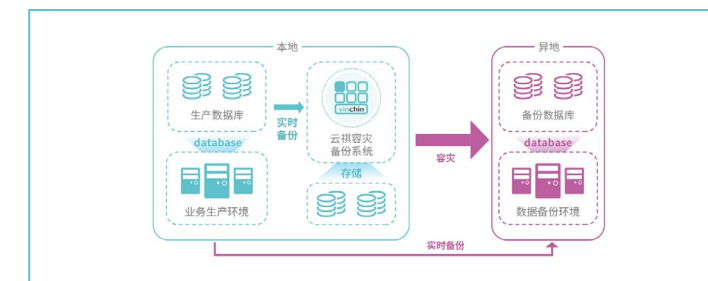 本地
生产数据库
database
业务生产环境
实时
备份
vinchin
云祺容灾
备份系统
存储
容灾
异地
备份数据库
database
数据备份环境
实时备份